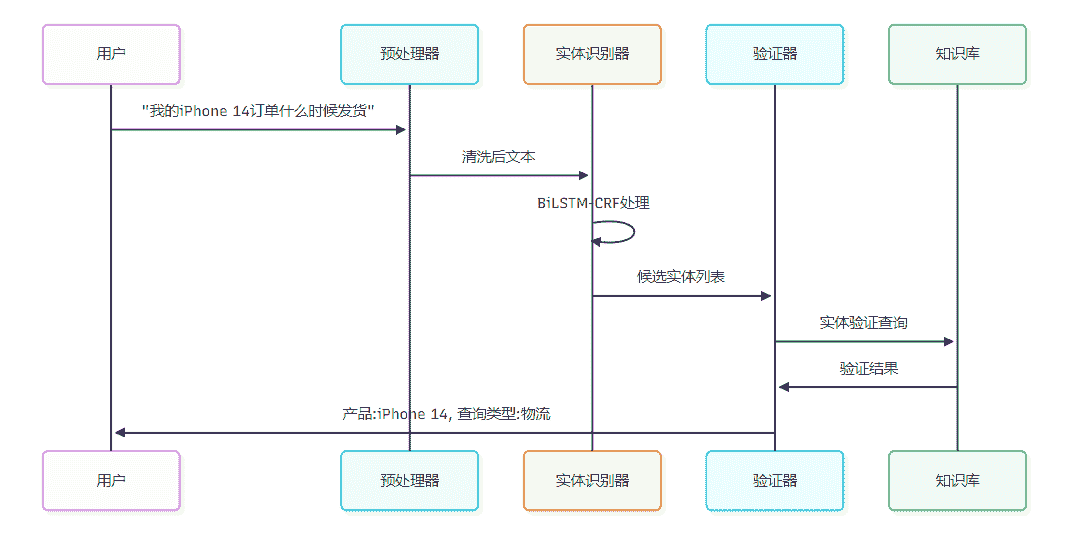 用户
预处理器
实体识别器
验证器
知识库
"我的iPhone 14订单什么时候发货"
清洗后文本
BiLSTM-CRF处理
候选实体列表
实体验证查询
验证结果
产品:iPhone 14, 查询类型:物流
用户
预处理器
实体识别器
验证器
知识库